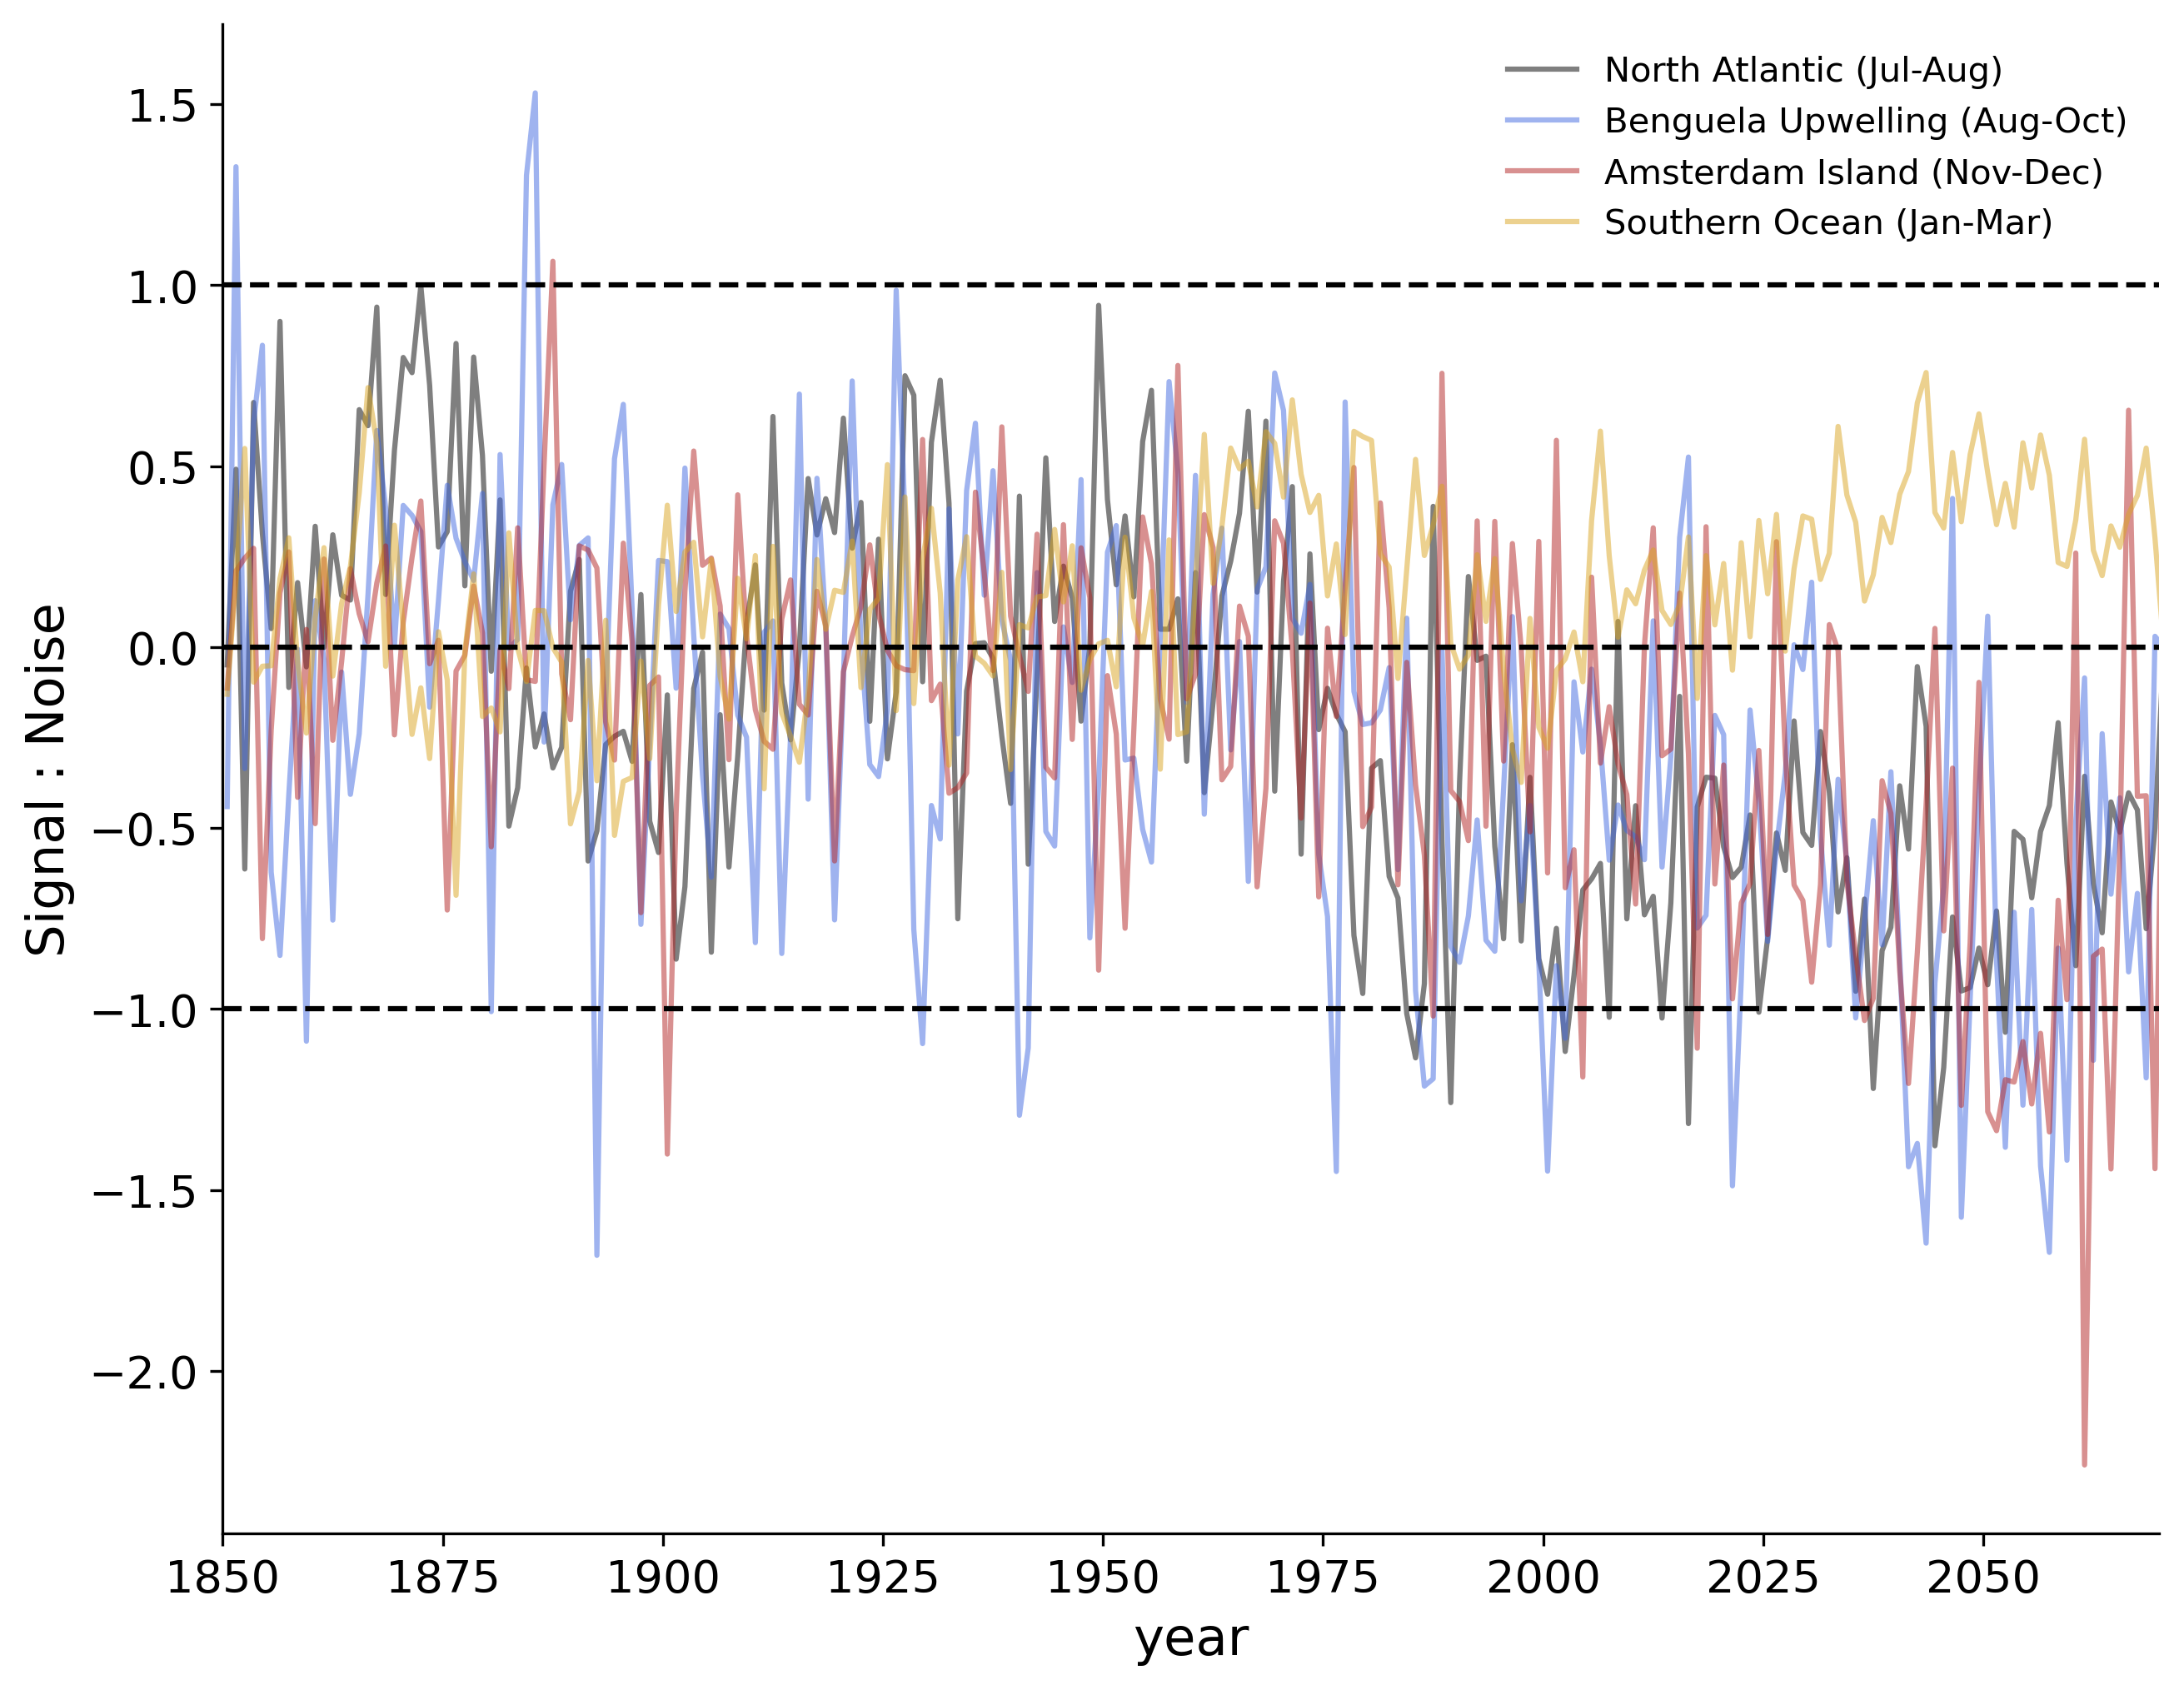 North Atlantic (Jul-Aug)
Benguela Upwelling (Aug-Oct)
Amsterdam Island (Nov-Dec)
Southern Ocean (Jan-Mar)
Signal : Noise
1.5
1.0
0.5
0.0
−0.5
−1.0
−1.5
−2.0
1850 1875 1900 1925 1950 1975 2000 2025 2050
year